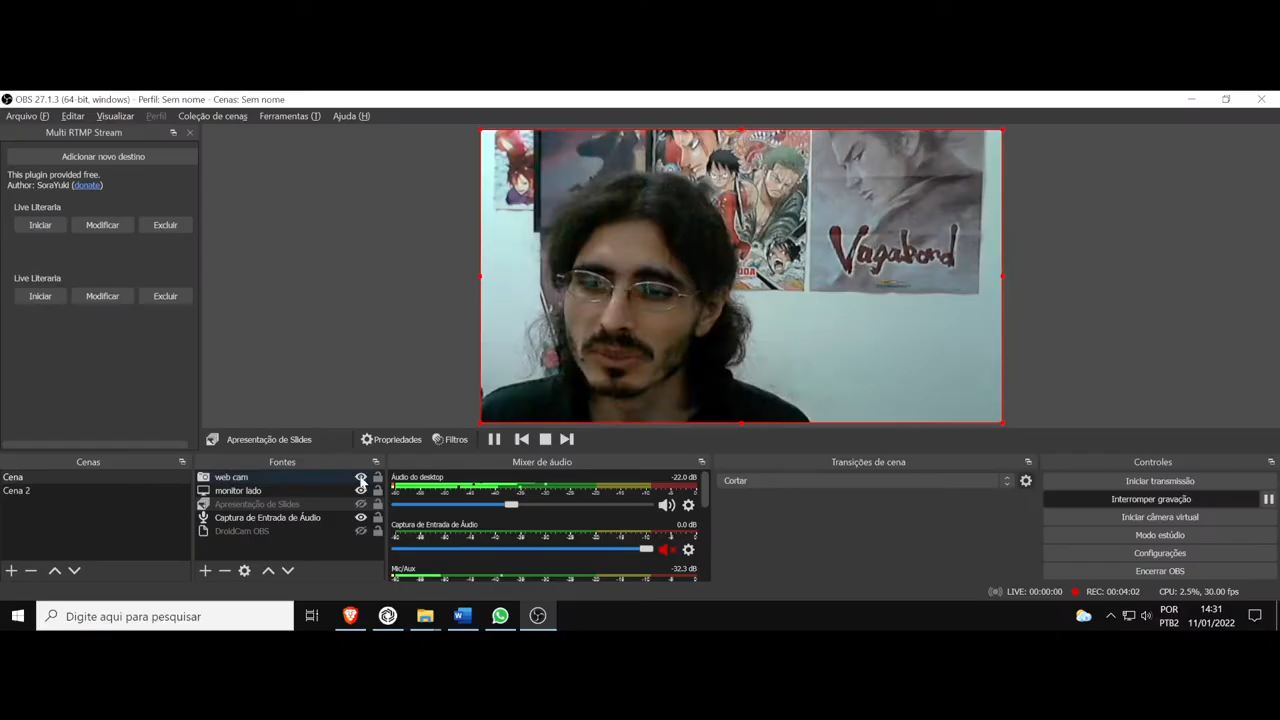 OBS 27.1.3 (64-bit, windows) - Perfil: Sem nome - Cenas: Sem nome
Arquivo (F) Editar Visualizar Perfil Coleção de cenas Ferramentas (T) Ajuda (H)
Multi RTMP Stream
Adicionar novo destino
This plugin provided free.
Author: SoraYuki (donate)
Live Literaria
Iniciar Modificar Excluir
Live Literaria
Iniciar Modificar Excluir
Vagabond
Apresentação de Slides Propriedades Filtros
Cenas
Cena
Cena 2
Fontes
web cam
monitor lado
Apresentação de Slides
Captura de Entrada de Áudio
DroidCam OBS
Mixer de áudio
Áudio do desktop -22.0 dB
Captura de Entrada de Áudio 0.0 dB
Mic/Aux -32.3 dB
Transições de cena
Cortar
Controles
Iniciar transmissão
Interromper gravação
Iniciar câmera virtual
Modo estúdio
Configurações
Encerrar OBS
LIVE: 00:00:00 REC: 00:04:02 CPU: 2.5%, 30.00 fps
Digite aqui para pesquisar
POR
PTB2
14:31
11/01/2022